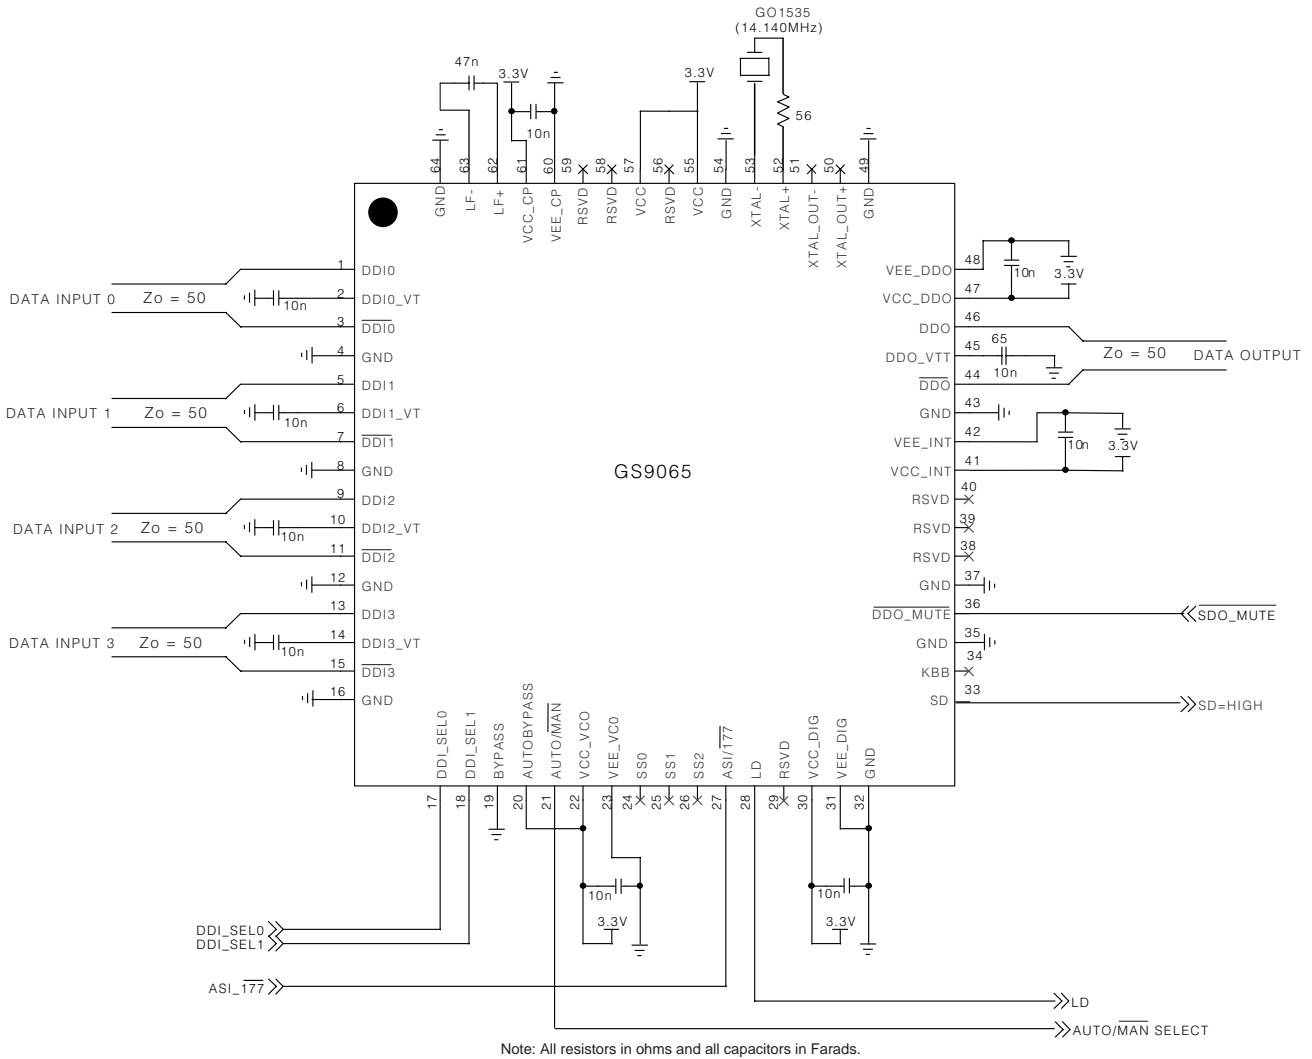 GO1535
(14.140MHz)
47n
3.3V
3.3V
10n
56
64 63 62 61 60 59 58 57 56 55 54 53 52 51 50 49
GND LF- LF+ VCC_CP VEE_CP RSVD RSVD VCC RSVD VCC GND XTAL- XTAL+ XTAL_OUT- XTAL_OUT+ GND
DATA INPUT 0 Zo = 50
1 DDI0
10n 2 DDI0_VT
3 DDI0
4 GND
DATA INPUT 1 Zo = 50
5 DDI1
10n 6 DDI1_VT
7 DDI1
8 GND
DATA INPUT 2 Zo = 50
9 DDI2
10n 10 DDI2_VT
11 DDI2
12 GND
DATA INPUT 3 Zo = 50
13 DDI3
10n 14 DDI3_VT
15 DDI3
16 GND
GS9065
VEE_DDO 48
10n 3.3V
VCC_DDO 47
DDO 46
DDO_VTT 45 65 10n
Zo = 50 DATA OUTPUT
DDO 44
GND 43
VEE_INT 42
10n 3.3V
VCC_INT 41
RSVD 40
RSVD 39
RSVD 38
GND 37
DDO_MUTE 36 SDO_MUTE
GND 35
KBB 34
SD 33 SD=HIGH
DDI_SEL0 DDI_SEL1 BYPASS AUTOBYPASS AUTO/MAN VCC_VCO VEE_VC0 SS0 SS1 SS2 ASI/177 LD RSVD VCC_DIG VEE_DIG GND
17 18 19 20 21 22 23 24 25 26 27 28 29 30 31 32
10n 10n
3.3V 3.3V
DDI_SEL0
DDI_SEL1
ASI_177
LD
AUTO/MAN SELECT
Note: All resistors in ohms and all capacitors in Farads.